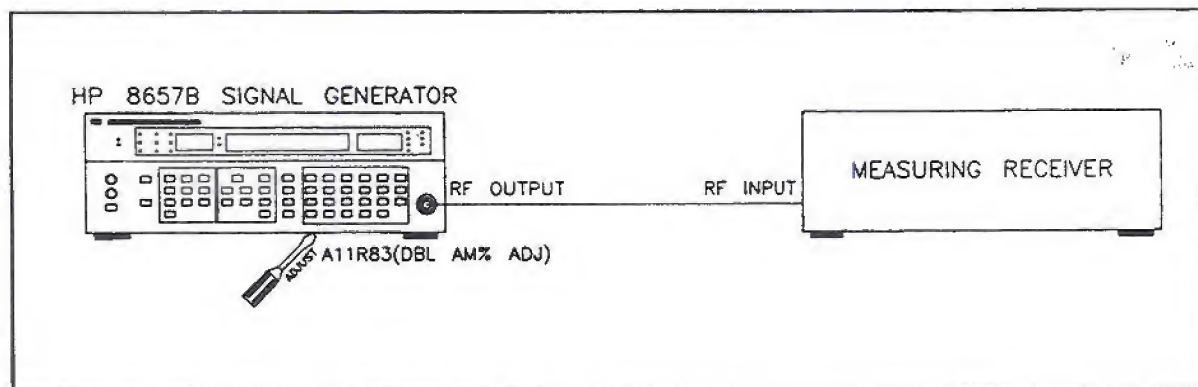 HP 8657B SIGNAL GENERATOR
RF OUTPUT
RF INPUT
MEASURING RECEIVER
ADJUST
A11R83(DBL AM% ADJ)